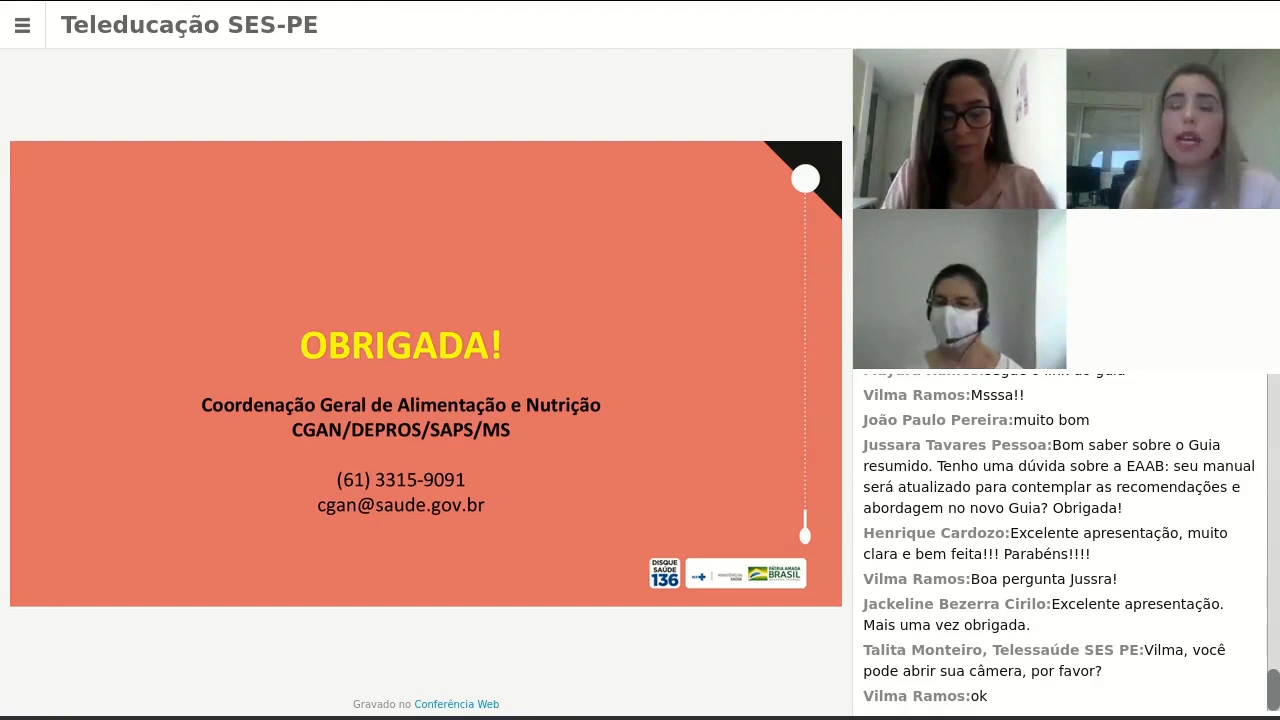 Teleducação SES-PE
OBRIGADA!
Coordenação Geral de Alimentação e Nutrição
CGAN/DEPROS/SAPS/MS
(61) 3315-9091
cgan@saude.gov.br
DISQUE
SAÚDE
136
PÁTRIA AMADA
BRASIL
Gravado no Conferência Web
Vilma Ramos:Msssa!!
João Paulo Pereira:muito bom
Jussara Tavares Pessoa:Bom saber sobre o Guia
resumido. Tenho uma dúvida sobre a EAAB: seu manual
será atualizado para contemplar as recomendações e
abordagem no novo Guia? Obrigada!
Henrique Cardozo:Excelente apresentação, muito
clara e bem feita!!! Parabéns!!!!
Vilma Ramos:Boa pergunta Jussra!
Jackeline Bezerra Cirilo:Excelente apresentação.
Mais uma vez obrigada.
Talita Monteiro, Telessaúde SES PE:Vilma, você
pode abrir sua câmera, por favor?
Vilma Ramos:ok